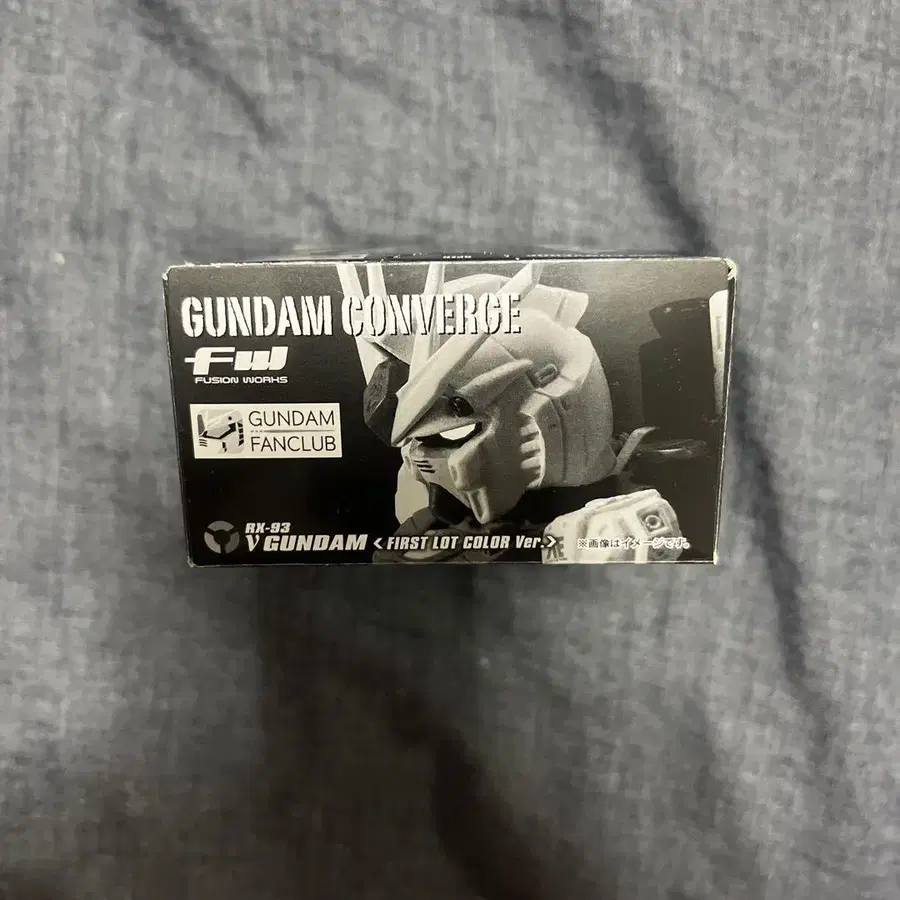 GUNDAM CONVERGE
FW
FUSION WORKS
GUNDAM
FANCLUB
RX-93
ν GUNDAM <FIRST LOT COLOR Ver.>
※画像はイメージです。